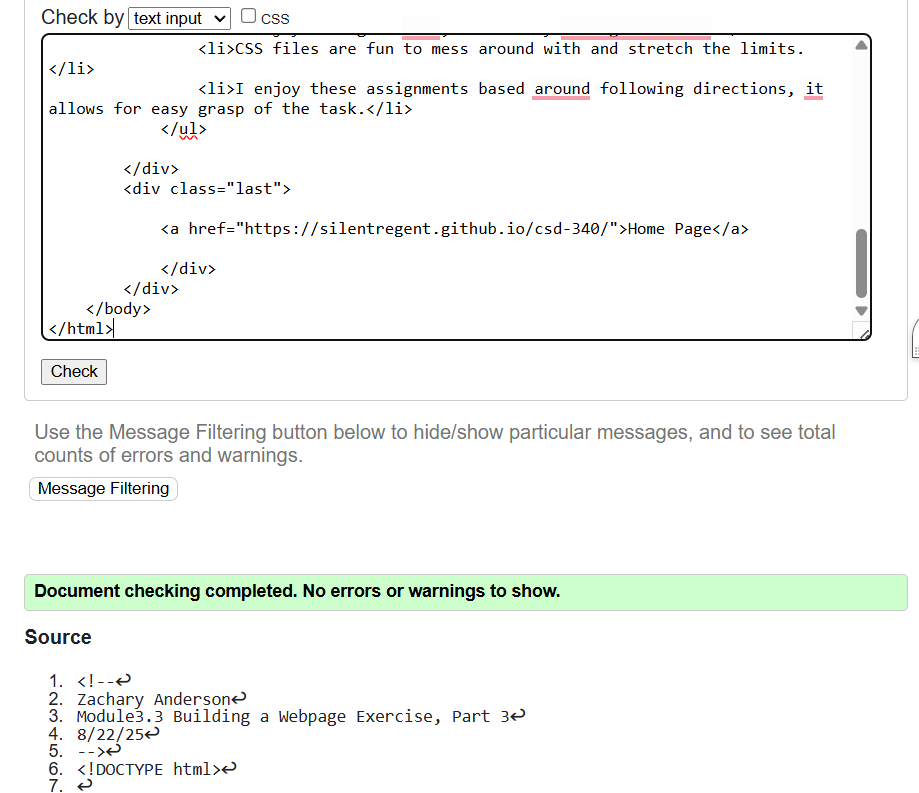 Check by text input CSS
<li>CSS files are fun to mess around with and stretch the limits.
</li>
<li>I enjoy these assignments based around following directions, it
allows for easy grasp of the task.</li>
</ul>
</div>
<div class="last">
<a href="https://silentregent.github.io/csd-340/">Home Page</a>
</div>
</div>
</body>
</html>
Check
Use the Message Filtering button below to hide/show particular messages, and to see total
counts of errors and warnings.
Message Filtering
Document checking completed. No errors or warnings to show.
Source
1. <!--↩
2. Zachary Anderson↩
3. Module3.3 Building a Webpage Exercise, Part 3↩
4. 8/22/25↩
5. -->↩
6. <!DOCTYPE html>↩
7. ↩